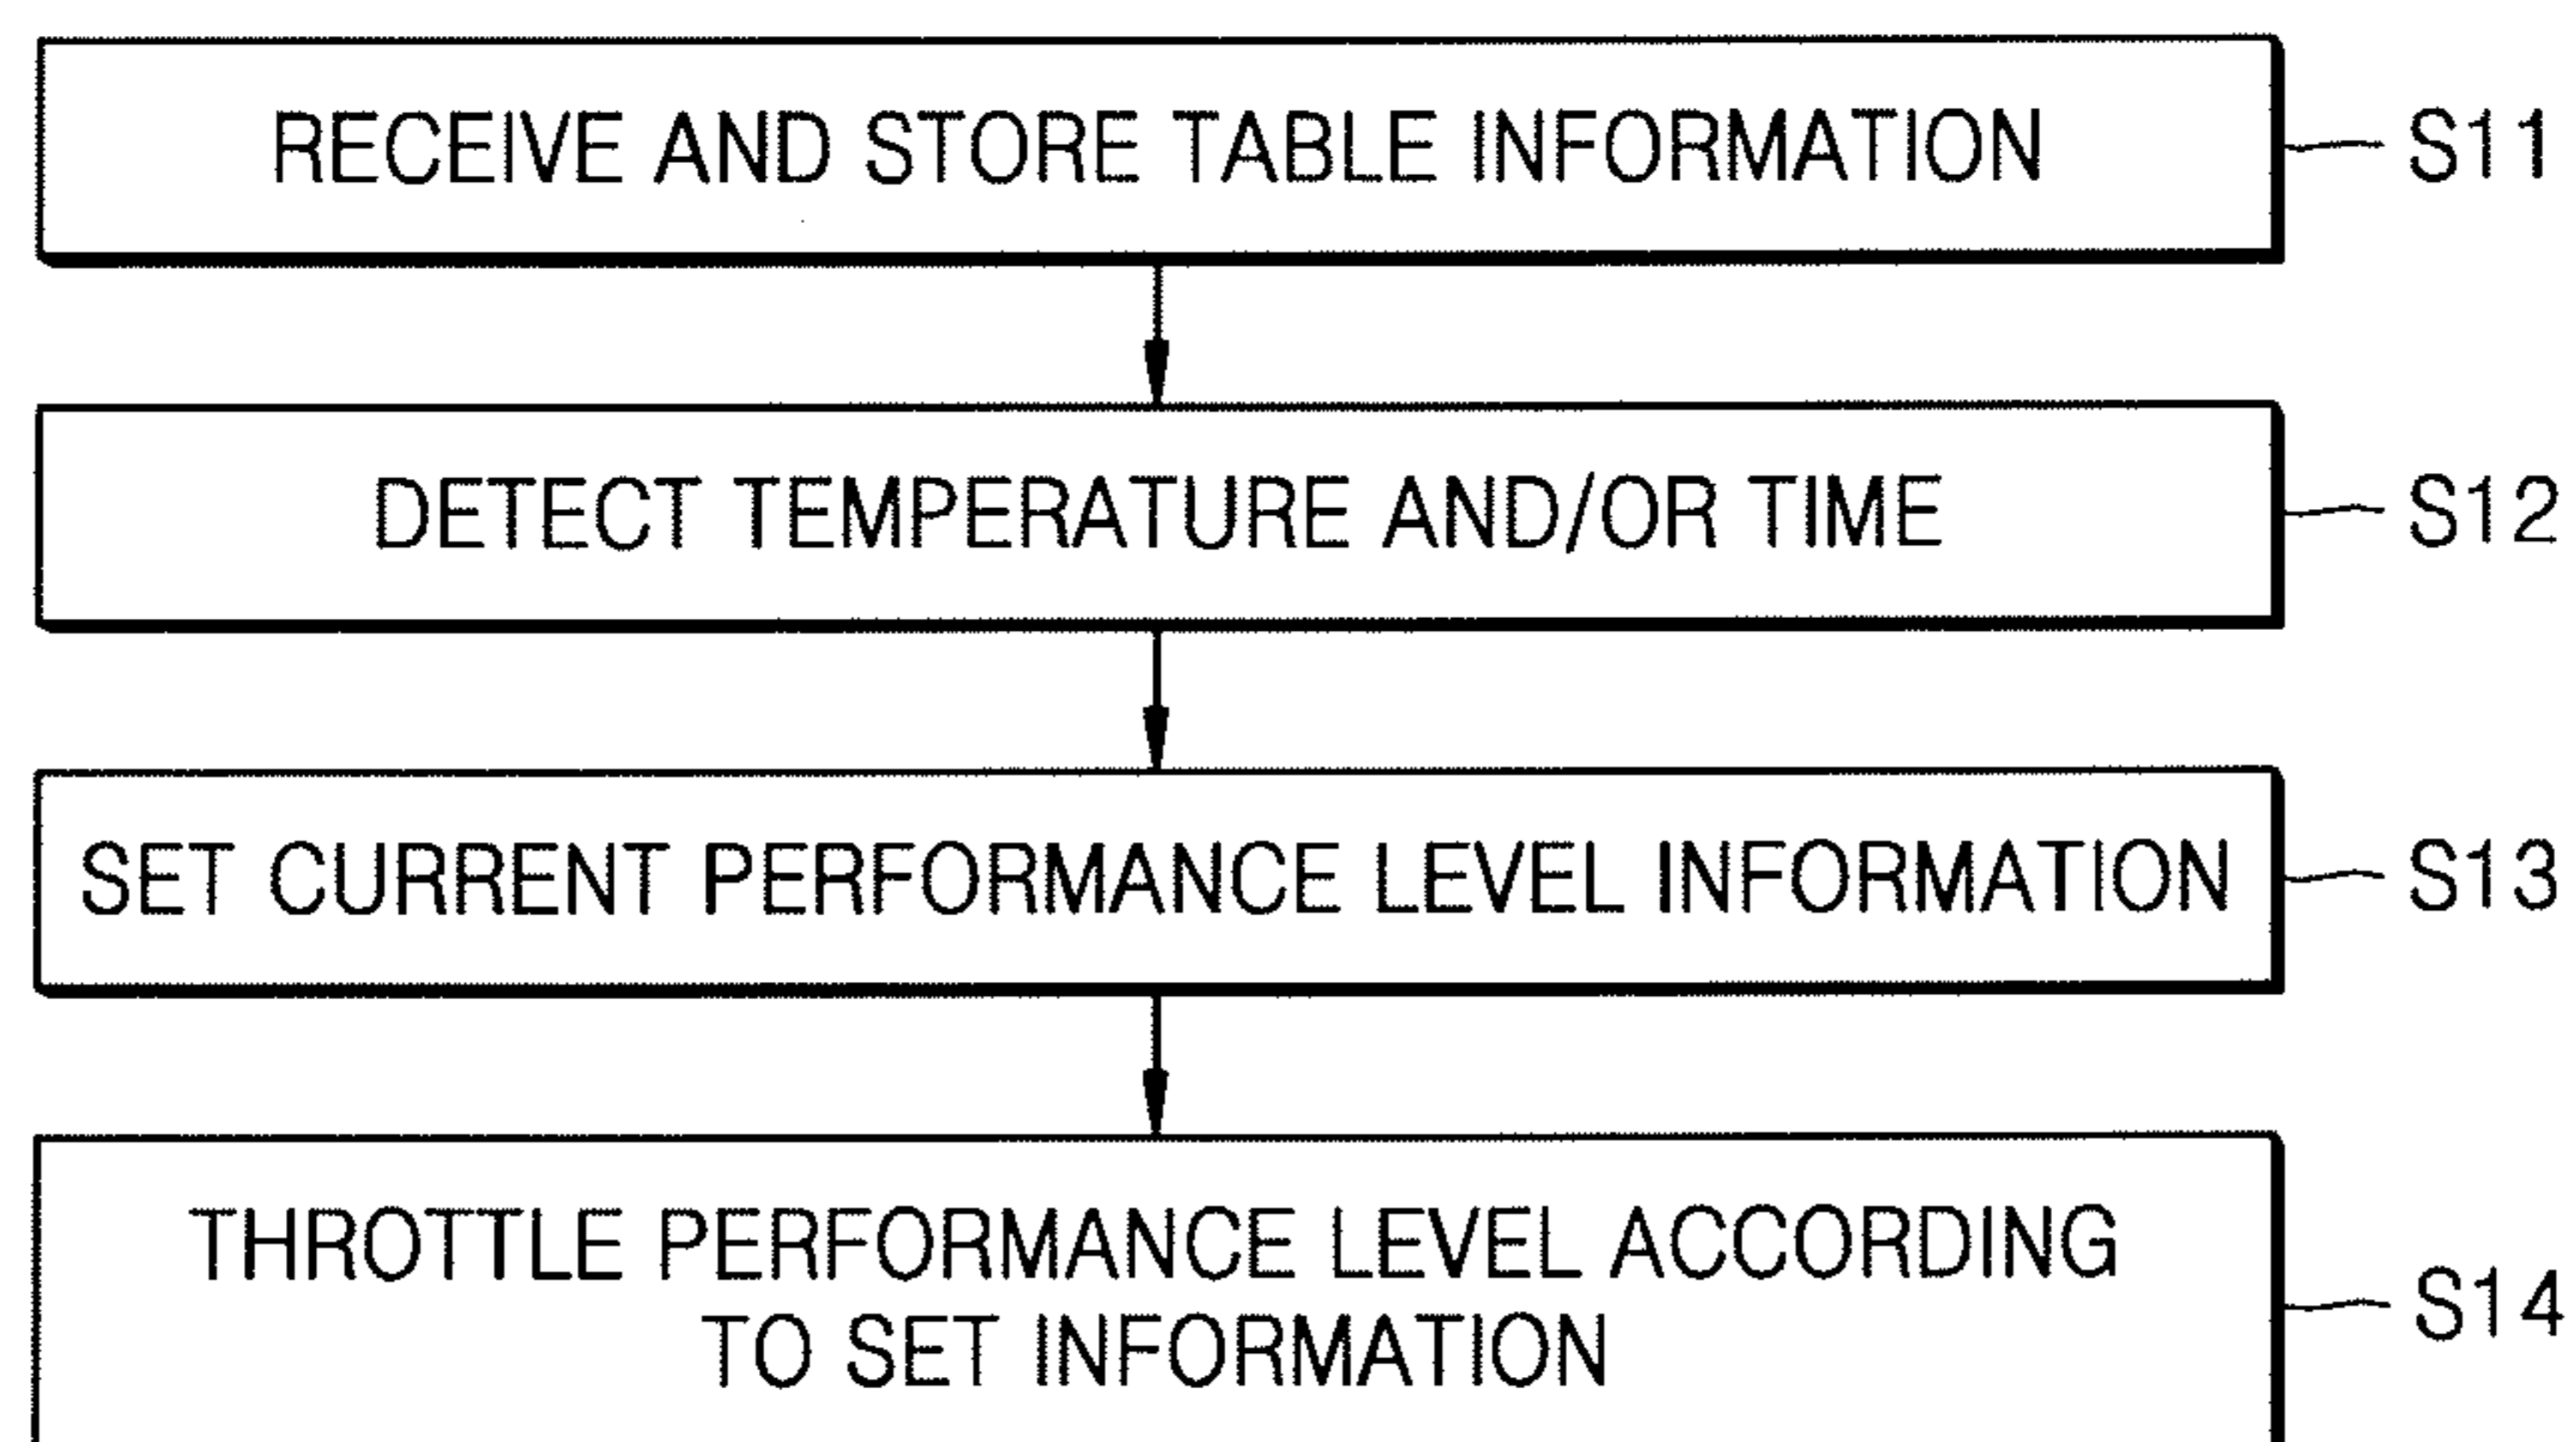 RECEIVE AND STORE TABLE INFORMATION
S11
DETECT TEMPERATURE AND/OR TIME
S12
SET CURRENT PERFORMANCE LEVEL INFORMATION
S13
THROTTLE PERFORMANCE LEVEL ACCORDING
TO SET INFORMATION
S14